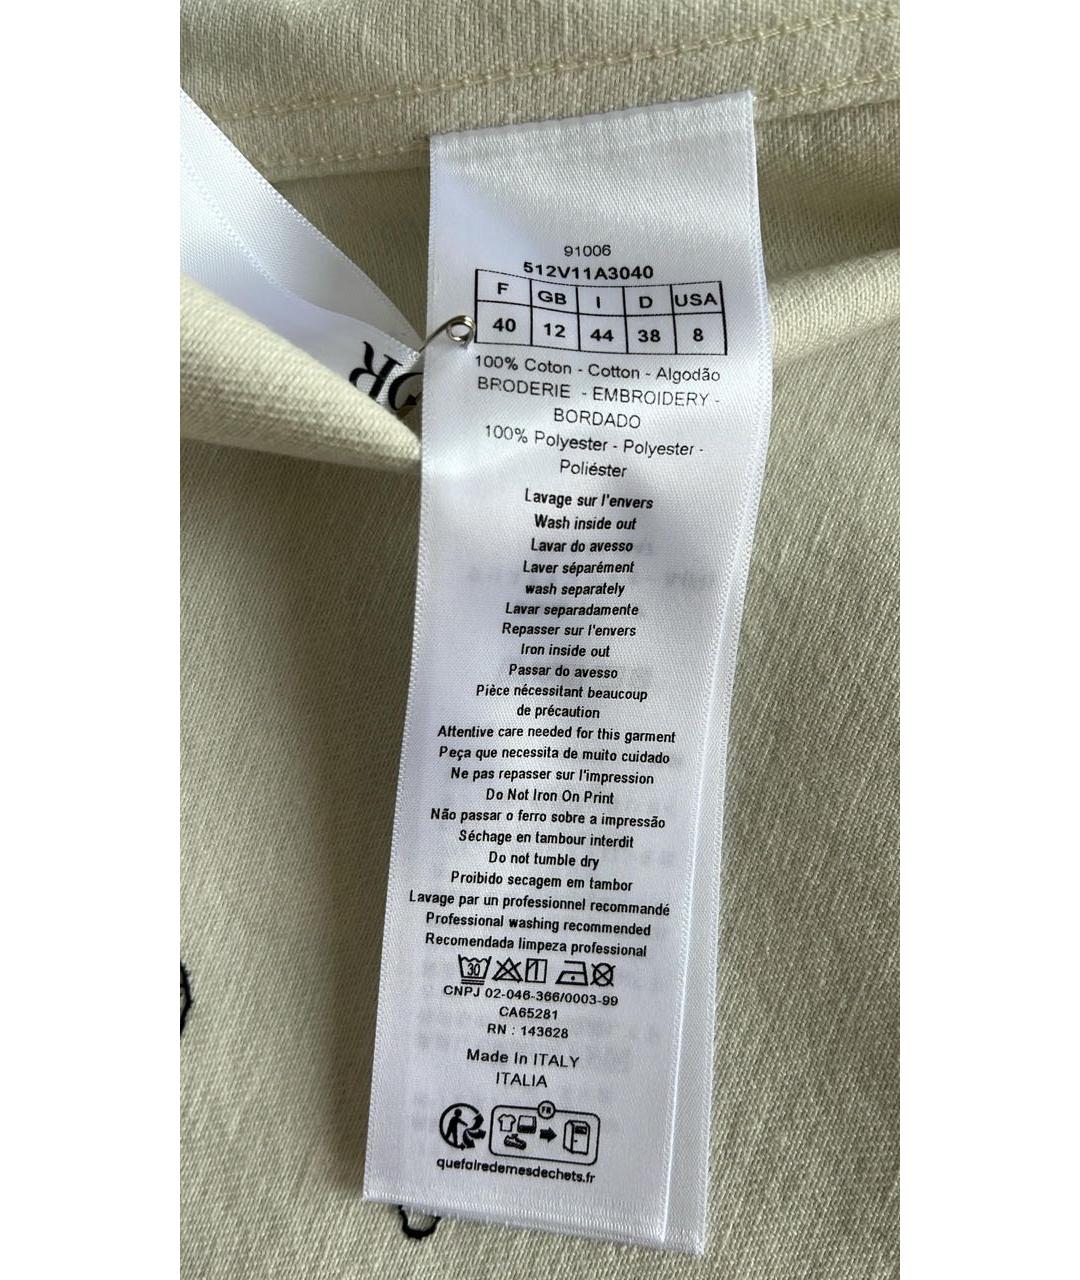 91006
512V11A3040
F GB I D USA
40 12 44 38 8
100% Coton - Cotton - Algodão
BRODERIE - EMBROIDERY -
BORDADO
100% Polyester - Polyester -
Poliéster
Lavage sur l'envers
Wash inside out
Lavar do avesso
Laver séparément
wash separately
Lavar separadamente
Repasser sur l'envers
Iron inside out
Passar do avesso
Pièce nécessitant beaucoup
de précaution
Attentive care needed for this garment
Peça que necessita de muito cuidado
Ne pas repasser sur l'impression
Do Not Iron On Print
Não passar o ferro sobre a impressão
Séchage en tambour interdit
Do not tumble dry
Proibido secagem em tambor
Lavage par un professionnel recommandé
Professional washing recommended
Recomendada limpeza professional
30
CNPJ 02-046-366/0003-99
CA65281
RN : 143628
Made In ITALY
ITALIA
FR
quefairedemesdechets.fr
OR